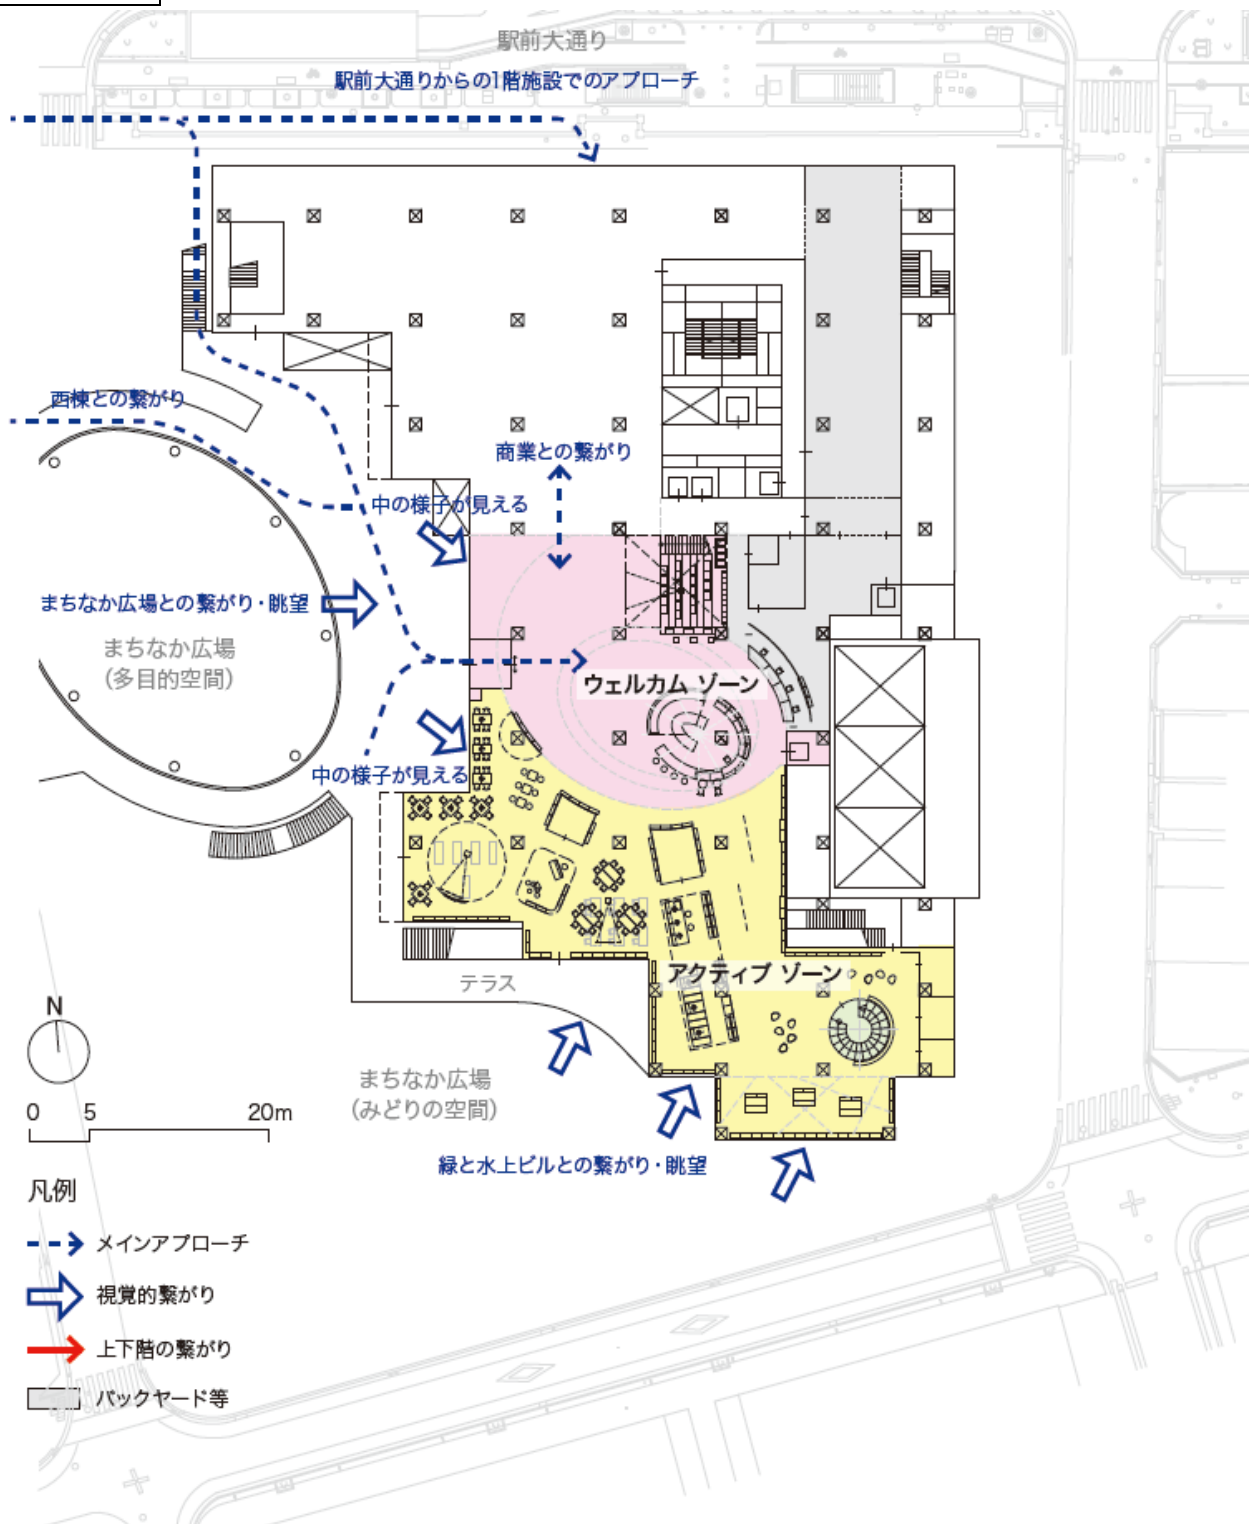 駅前大通り
駅前大通りからの1階施設でのアプローチ
西棟との繋がり
商業との繋がり
中の様子が見える
まちなか広場との繋がり・眺望
まちなか広場
(多目的空間)
ウェルカム ゾーン
中の様子が見える
アクティブ ゾーン
テラス
N
まちなか広場
(みどりの空間)
0 5 20m
緑と水上ビルとの繋がり・眺望
凡例
メインアプローチ
視覚的繋がり
上下階の繋がり
バックヤード等